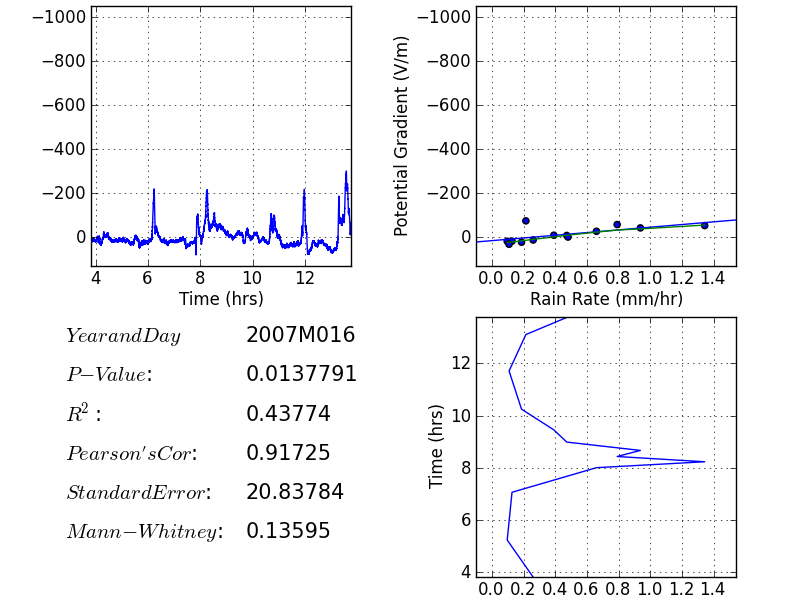 −1000
−800
−600
−400
−200
0
4 6 8 10 12
Time (hrs)
Potential Gradient (V/m)
−1000
−800
−600
−400
−200
0
0.0 0.2 0.4 0.6 0.8 1.0 1.2 1.4
Rain Rate (mm/hr)
YearandDay 2007M016
P−Value: 0.0137791
R²: 0.43774
Pearson'sCor: 0.91725
StandardError: 20.83784
Mann−Whitney: 0.13595
Time (hrs)
12
10
8
6
4
0.0 0.2 0.4 0.6 0.8 1.0 1.2 1.4